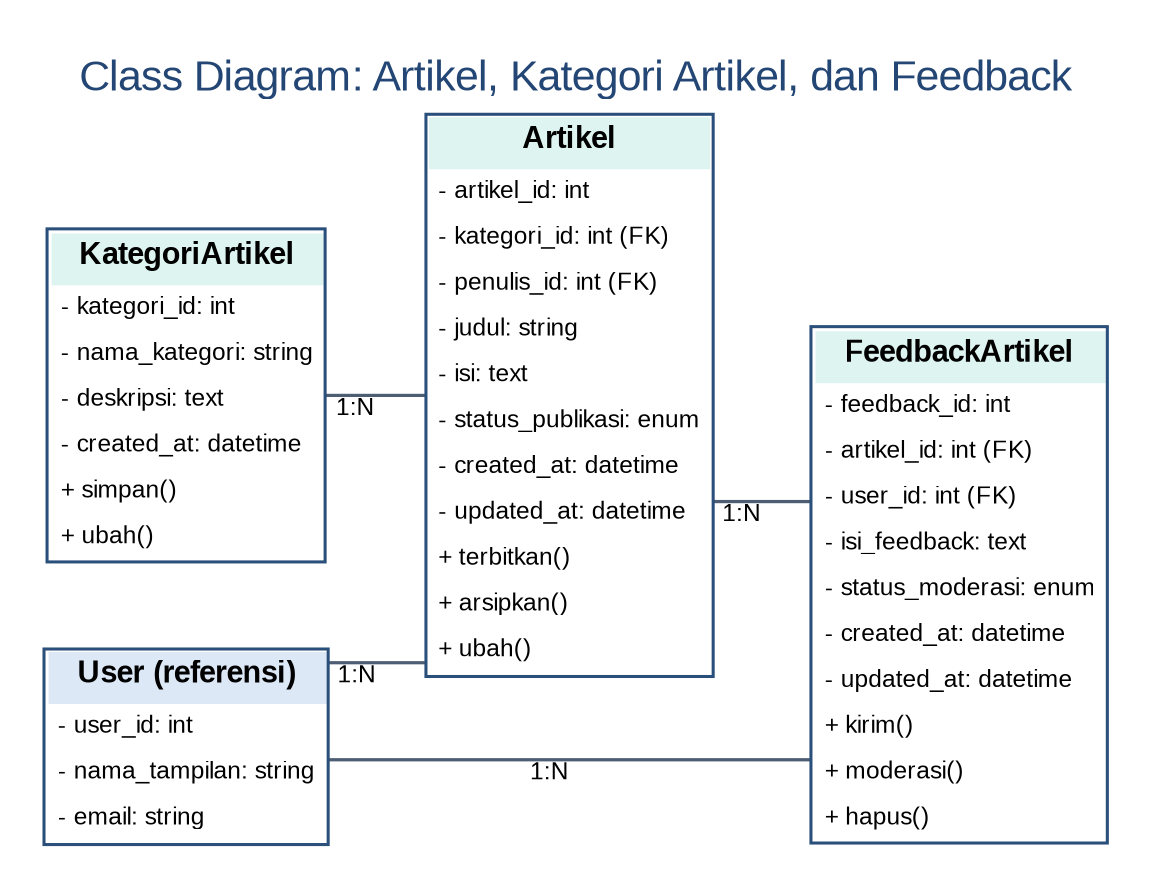 Class Diagram: Artikel, Kategori Artikel, dan Feedback
KategoriArtikel
- kategori_id: int
- nama_kategori: string
- deskripsi: text
- created_at: datetime
+ simpan()
+ ubah()
1:N
Artikel
- artikel_id: int
- kategori_id: int (FK)
- penulis_id: int (FK)
- judul: string
- isi: text
- status_publikasi: enum
- created_at: datetime
- updated_at: datetime
+ terbitkan()
+ arsipkan()
+ ubah()
1:N
FeedbackArtikel
- feedback_id: int
- artikel_id: int (FK)
- user_id: int (FK)
- isi_feedback: text
- status_moderasi: enum
- created_at: datetime
- updated_at: datetime
+ kirim()
+ moderasi()
+ hapus()
User (referensi)
- user_id: int
- nama_tampilan: string
- email: string
1:N
1:N